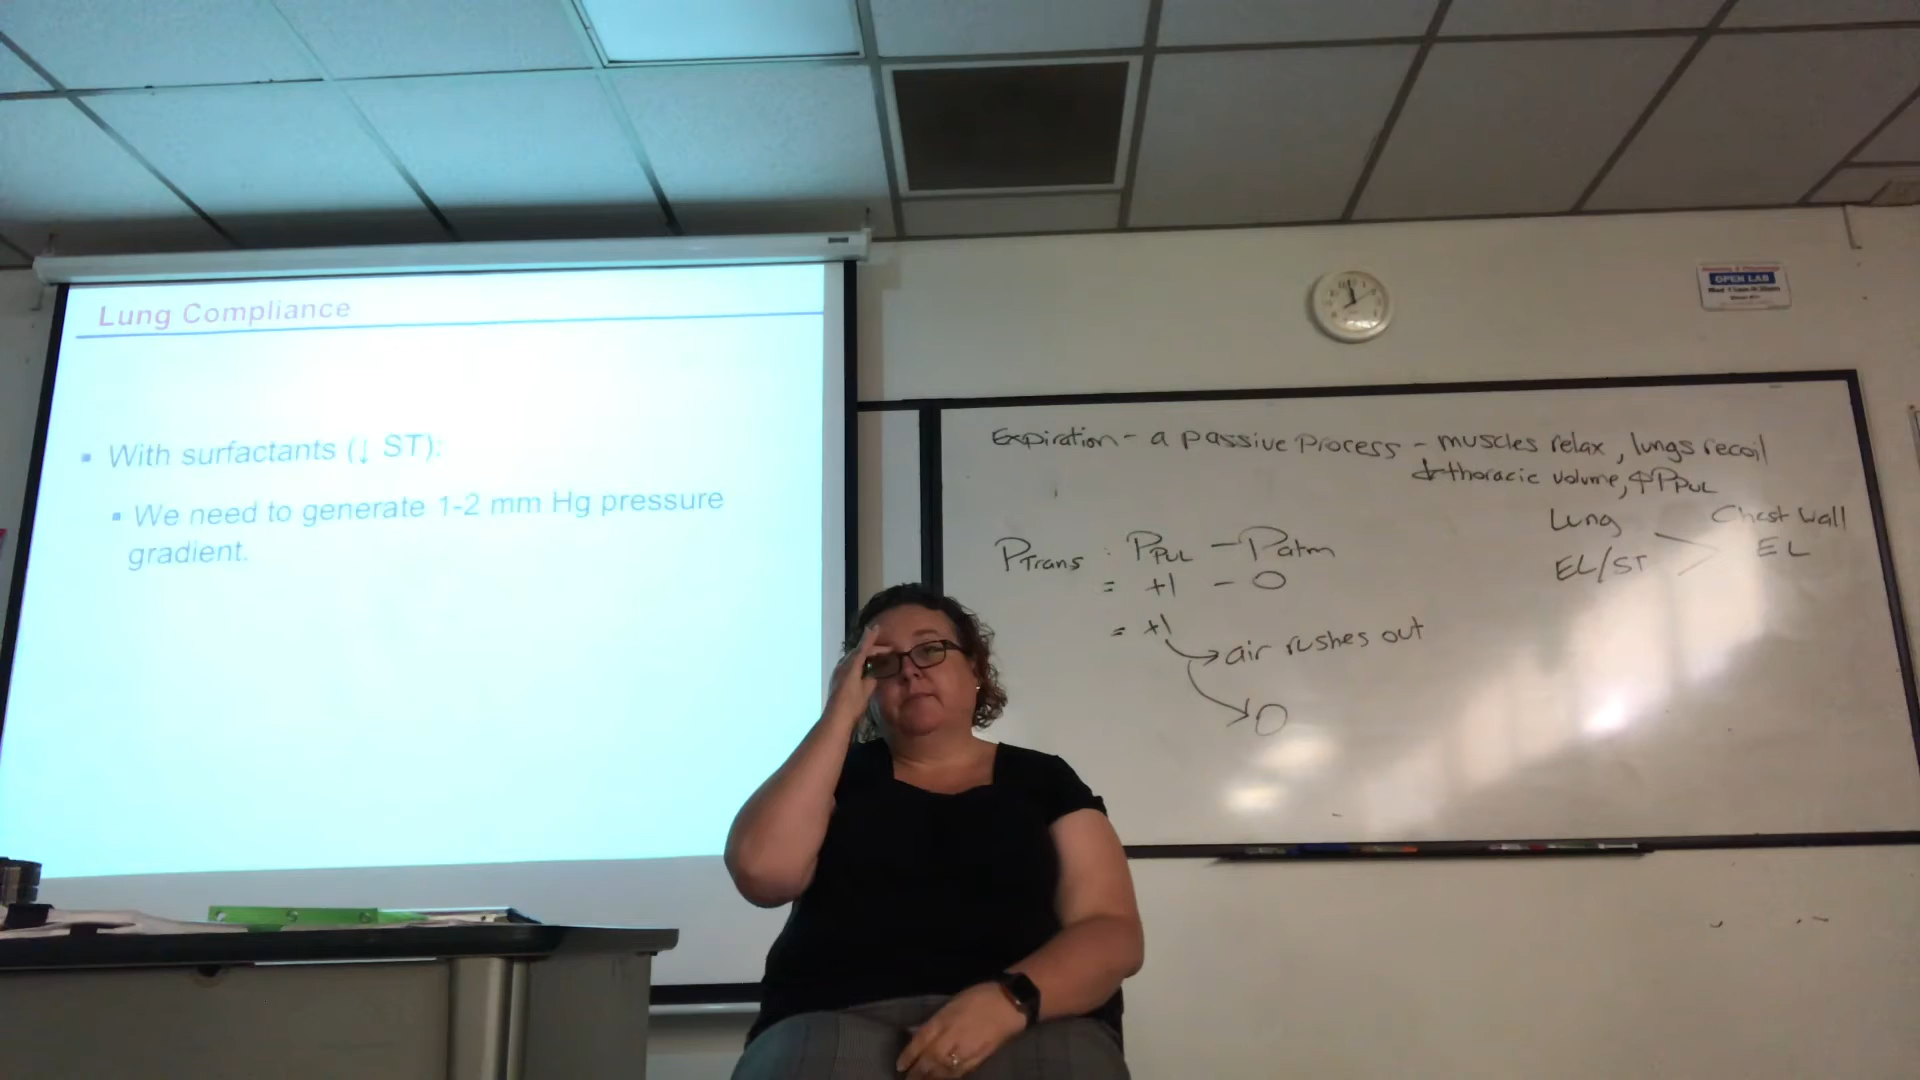 Lung Compliance
▪ With surfactants (↓ ST):
▪ We need to generate 1-2 mm Hg pressure
gradient.
OPEN LAB
Expiration - a passive process - muscles relax, lungs recoil
↓ thoracic volume, ↑PPUL
Lung > Chest Wall
EL/ST EL
PTrans : PPUL - Patm
= +1 - 0
= +1
→ air rushes out
→ 0